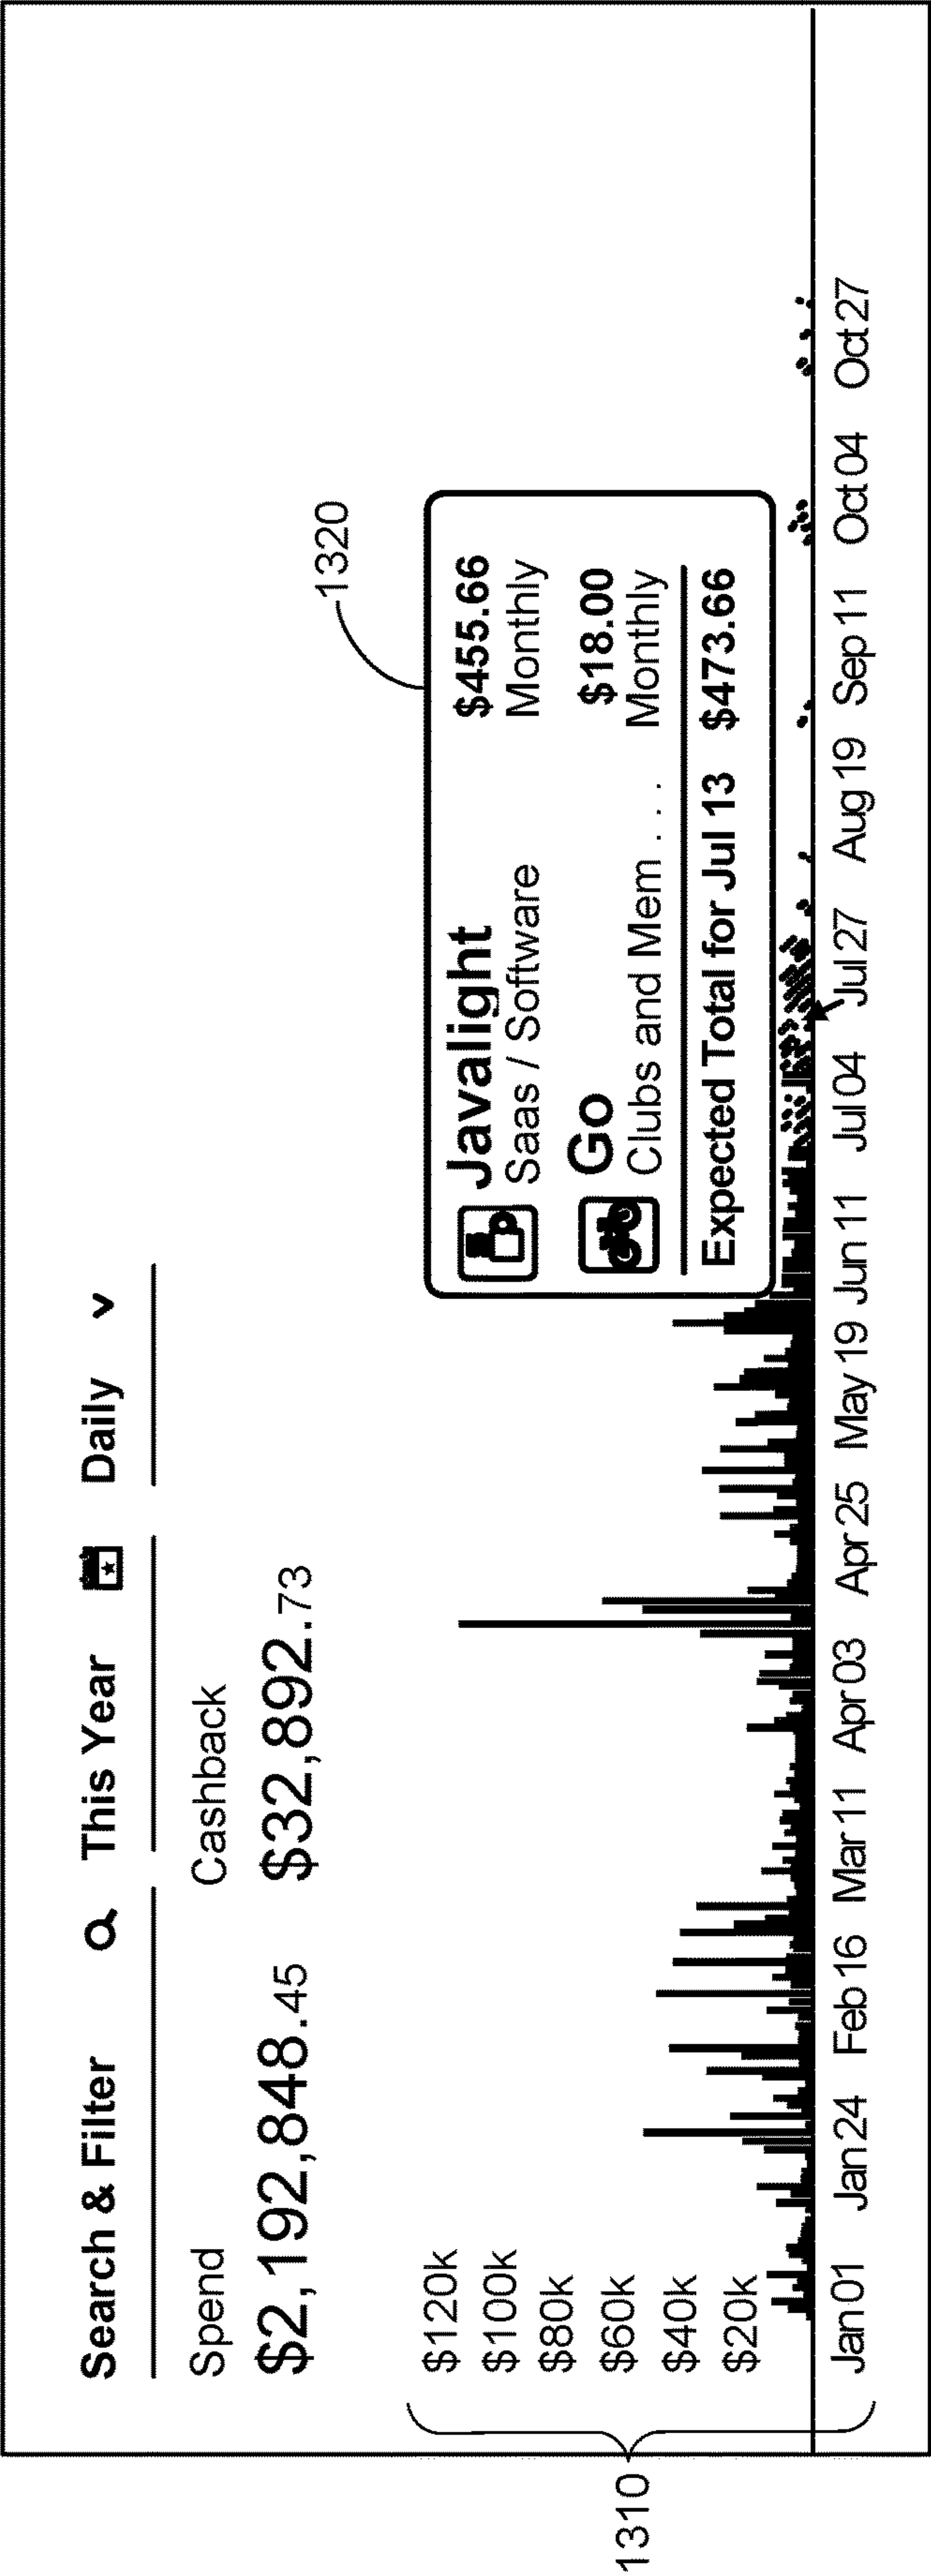 Search & Filter This Year Daily
Spend Cashback
$2,192,848.45 $32,892.73
1320
$120k
$100k
$80k
$60k
$40k
$20k
Javalight $455.66
Saas / Software Monthly
Go $18.00
Clubs and Mem . . . Monthly
Expected Total for Jul 13 $473.66
Jan 01 Jan 24 Feb 16 Mar 11 Apr 03 Apr 25 May 19 Jun 11 Jul 04 Jul 27 Aug 19 Sep 11 Oct 04 Oct 27
1310